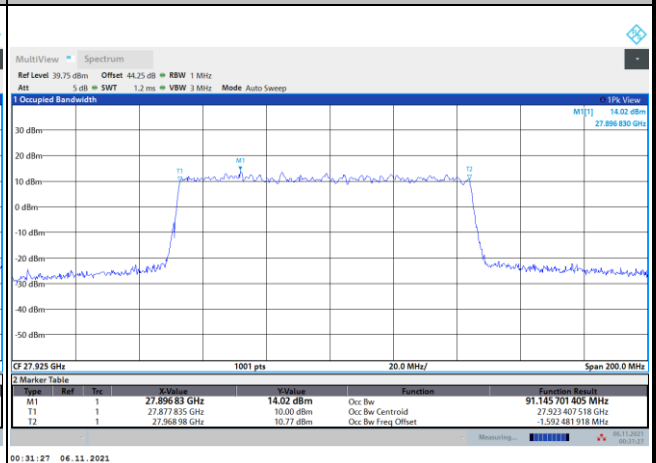 MultiView Spectrum
Ref Level 39.75 dBm Offset 44.25 dB RBW 1 MHz
Att 5 dB SWT 1.2 ms VBW 3 MHz Mode Auto Sweep
1 Occupied Bandwidth 1Pk View
M1[1] 14.02 dBm
27.896 830 GHz
30 dBm
20 dBm
M1
T1 T2
10 dBm
0 dBm
-10 dBm
-20 dBm
-30 dBm
-40 dBm
-50 dBm
CF 27.925 GHz 1001 pts 20.0 MHz/ Span 200.0 MHz
2 Marker Table
Type Ref Trc X-Value Y-Value Function Function Result
M1 1 27.896 83 GHz 14.02 dBm Occ Bw 91.145 701 405 MHz
T1 1 27.877 835 GHz 10.00 dBm Occ Bw Centroid 27.923 407 518 GHz
T2 1 27.968 98 GHz 10.77 dBm Occ Bw Freq Offset -1.592 481 918 MHz
Measuring... 06.11.2021
00:31:27
00:31:27 06.11.2021